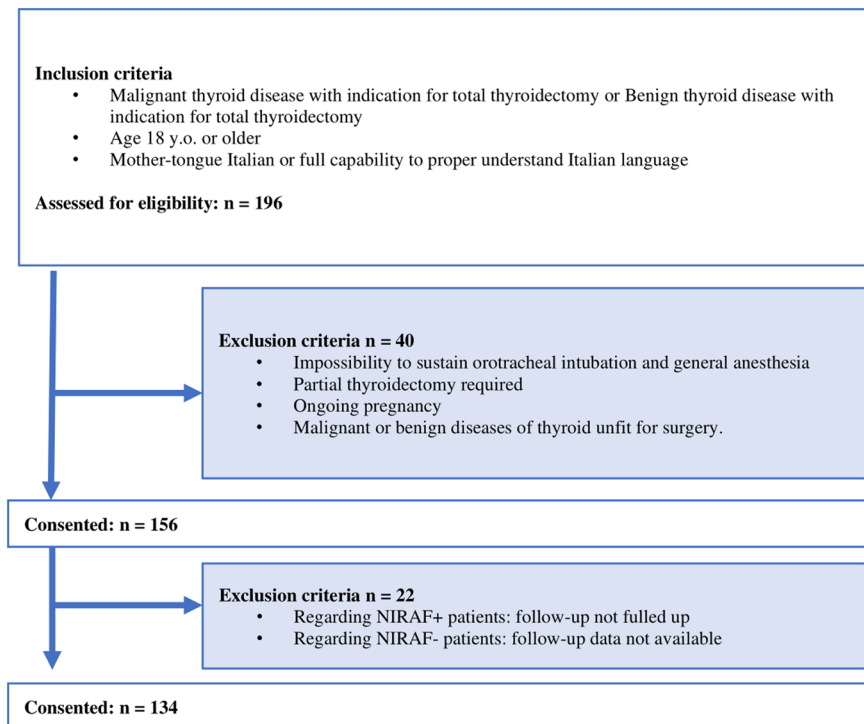 Inclusion criteria
• Malignant thyroid disease with indication for total thyroidectomy or Benign thyroid disease with
indication for total thyroidectomy
• Age 18 y.o. or older
• Mother-tongue Italian or full capability to proper understand Italian language
Assessed for eligibility: n = 196
Exclusion criteria n = 40
• Impossibility to sustain orotracheal intubation and general anesthesia
• Partial thyroidectomy required
• Ongoing pregnancy
• Malignant or benign diseases of thyroid unfit for surgery.
Consented: n = 156
Exclusion criteria n = 22
• Regarding NIRAF+ patients: follow-up not fulled up
• Regarding NIRAF- patients: follow-up data not available
Consented: n = 134